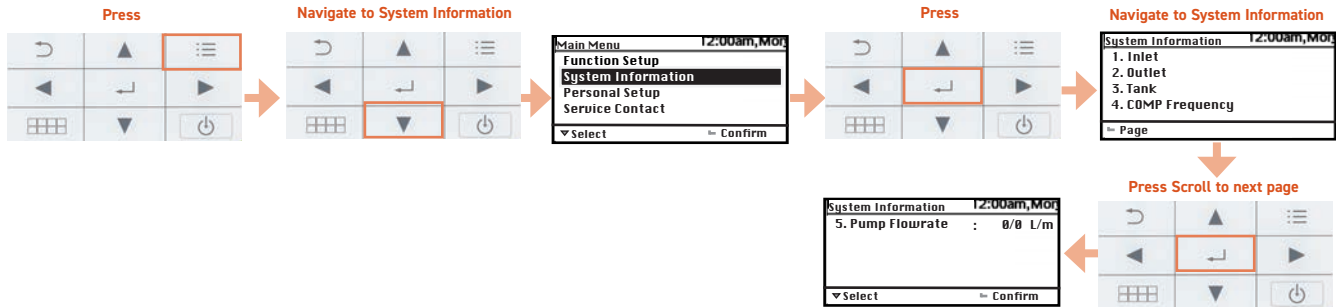 Press
Navigate to System Information
Main Menu 12:00am,Mon
Function Setup
System Information
Personal Setup
Service Contact
Select Confirm
Press
Navigate to System Information
System Information 12:00am,Mon
1. Inlet
2. Outlet
3. Tank
4. COMP Frequency
Page
Press Scroll to next page
System Information 12:00am,Mon
5. Pump Flowrate : 0/0 L/m
Select Confirm